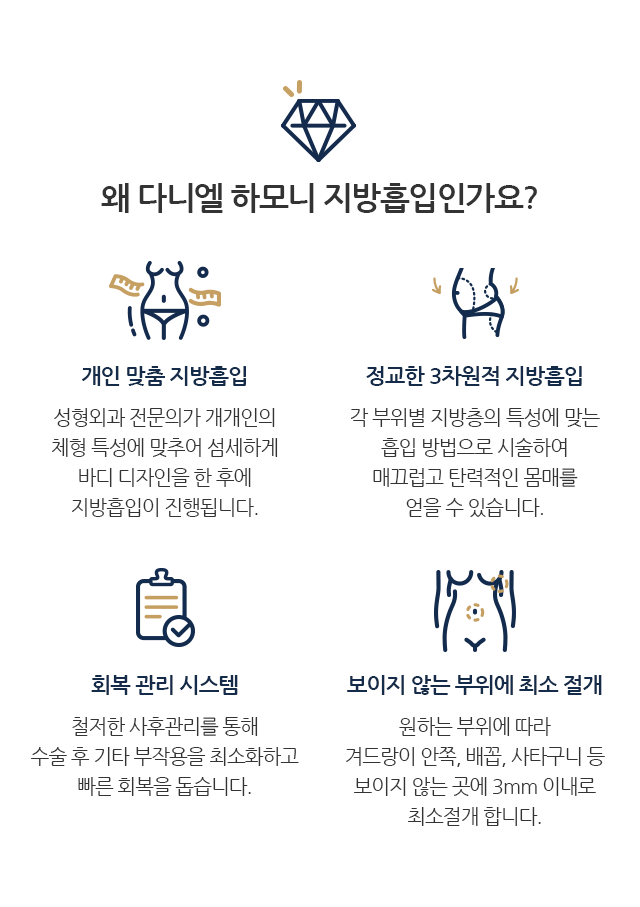 왜 다니엘 하모니 지방흡입인가요?
개인 맞춤 지방흡입
성형외과 전문의가 개개인의
체형 특성에 맞추어 섬세하게
바디 디자인을 한 후에
지방흡입이 진행됩니다.
정교한 3차원적 지방흡입
각 부위별 지방층의 특성에 맞는
흡입 방법으로 시술하여
매끄럽고 탄력적인 몸매를
얻을 수 있습니다.
회복 관리 시스템
철저한 사후관리를 통해
수술 후 기타 부작용을 최소화하고
빠른 회복을 돕습니다.
보이지 않는 부위에 최소 절개
원하는 부위에 따라
겨드랑이 안쪽, 배꼽, 사타구니 등
보이지 않는 곳에 3mm 이내로
최소절개 합니다.